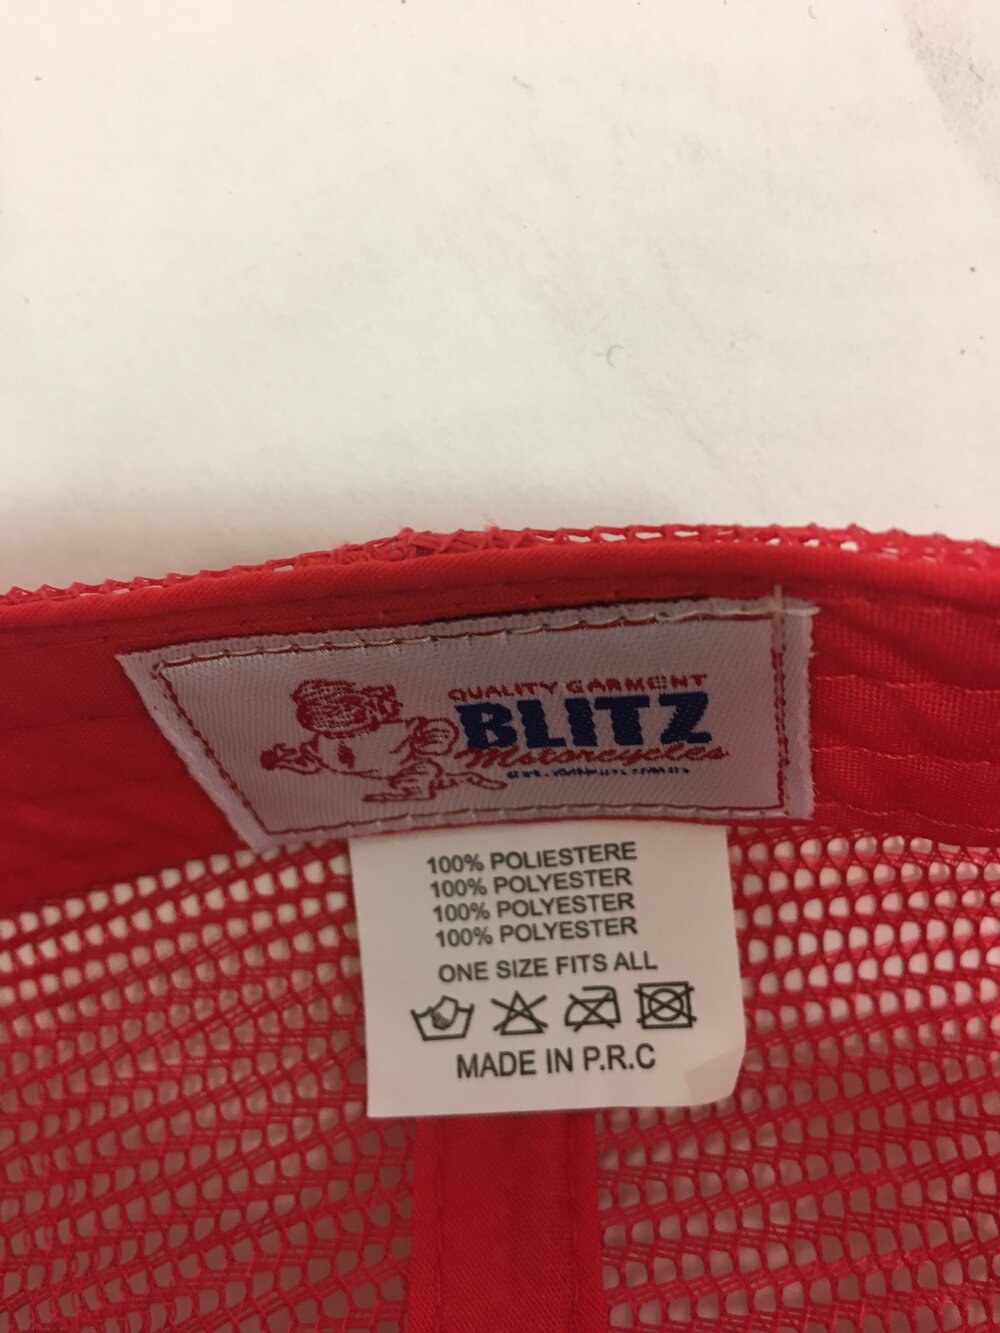 QUALITY GARMENT
BLITZ
Motorcycles
100% POLIESTERE
100% POLYESTER
100% POLYESTER
100% POLYESTER
ONE SIZE FITS ALL
MADE IN P.R.C